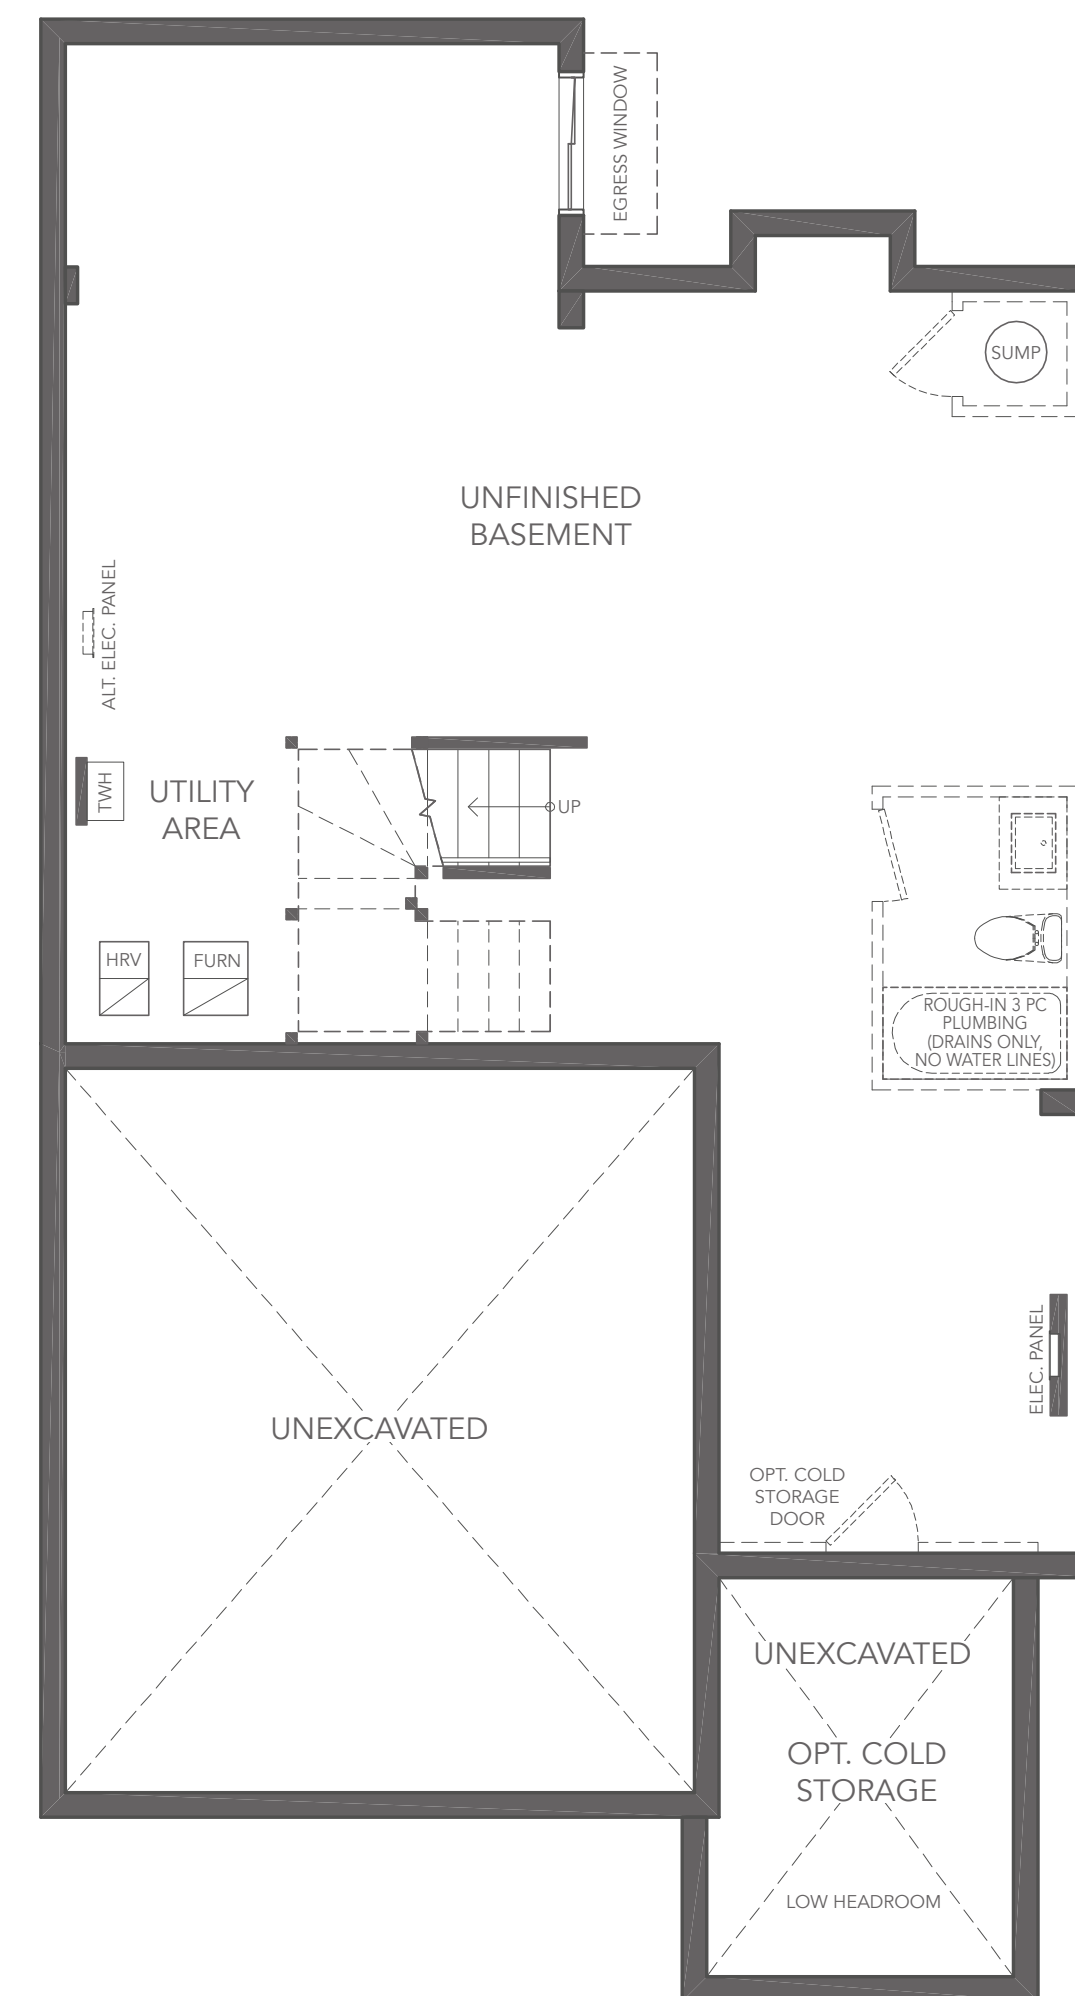 EGRESS WINDOW
SUMP
UNFINISHED
BASEMENT
ALT. ELEC. PANEL
TWH
UTILITY
AREA
UP
HRV
FURN
ROUGH-IN 3 PC
PLUMBING
(DRAINS ONLY,
NO WATER LINES)
ELEC. PANEL
UNEXCAVATED
OPT. COLD
STORAGE
DOOR
UNEXCAVATED
OPT. COLD
STORAGE
LOW HEADROOM